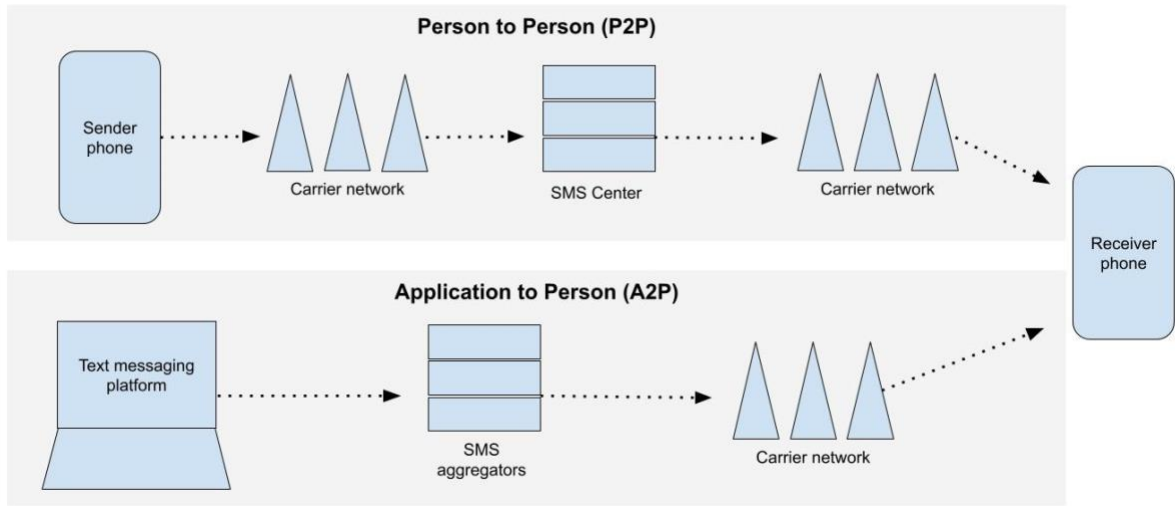 Person to Person (P2P)
Sender
phone
Carrier network
SMS Center
Carrier network
Receiver
phone
Application to Person (A2P)
Text messaging
platform
SMS
aggregators
Carrier network